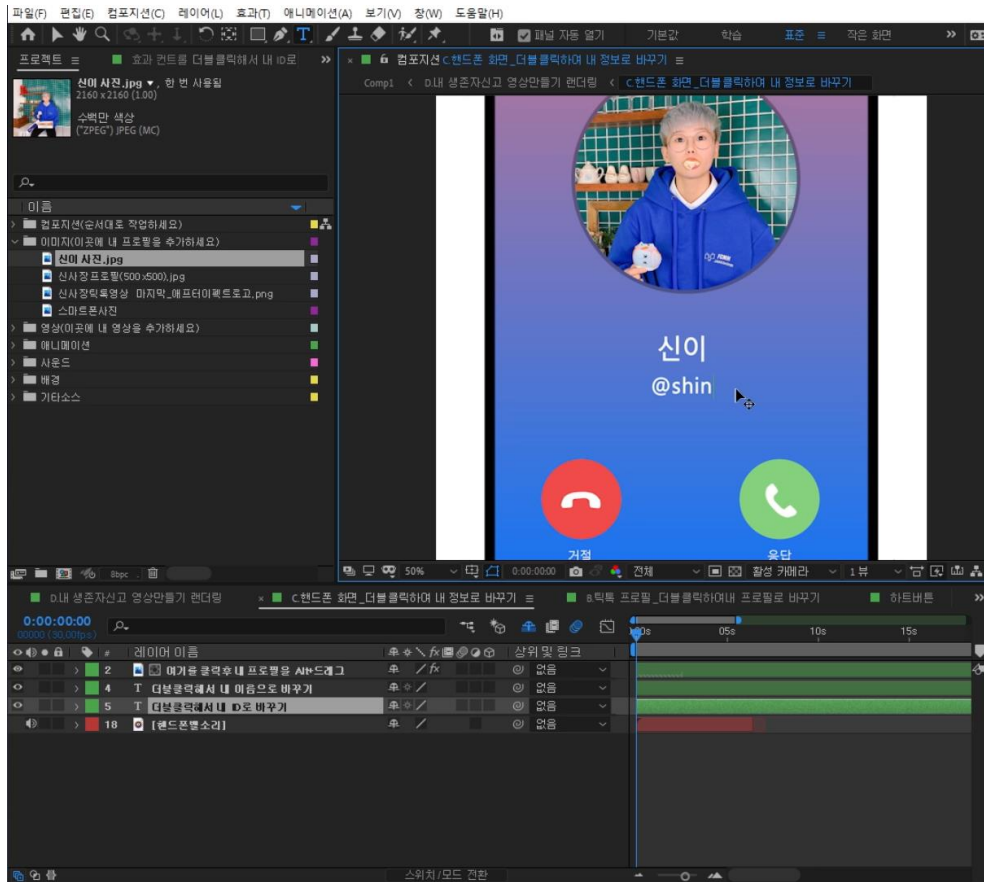 파일(F) 편집(E) 컴포지션(C) 레이어(L) 효과(T) 애니메이션(A) 보기(V) 창(W) 도움말(H)
패널 자동 열기 기본값 학습 표준 작은 화면
프로젝트 효과 컨트롤 더블클릭해서 내 ID로
컴포지션 C.핸드폰 화면_더블클릭하여 내 정보로 바꾸기
Comp1 D.내 생존자신고 영상만들기 랜더링 C.핸드폰 화면_더블클릭하여 내 정보로 바꾸기
신이 사진.jpg, 한 번 사용됨
2160 x 2160 (1.00)
수백만 색상
("ZPEG") JPEG (MC)
이름
컴포지션(순서대로 작업하세요)
이미지(이곳에 내 프로필을 추가하세요)
신이 사진.jpg
신사장프로필(500x500).jpg
신사장틱톡영상 마지막_애프터이펙트로고.png
스마트폰사진
영상(이곳에 내 영상을 추가하세요)
애니메이션
사운드
배경
기타소스
신이
@shin
거절 응답
8bpc
50% 0:00:00:00 전체 활성 카메라 1 뷰
D.내 생존자신고 영상만들기 랜더링 C.핸드폰 화면_더블클릭하여 내 정보로 바꾸기 B.틱톡 프로필_더블클릭하여내 프로필로 바꾸기 하트버튼
0:00:00:00
00000 (30.00fps)
05s 10s 15s
# 레이어 이름 fx 상위 및 링크
2 여기를 클릭후 내 프로필을 Alt+드래그 fx 없음
4 T 더블클릭해서 내 이름으로 바꾸기 없음
5 T 더블클릭해서 내 ID로 바꾸기 없음
18 [핸드폰벨소리] 없음
스위치/모드 전환